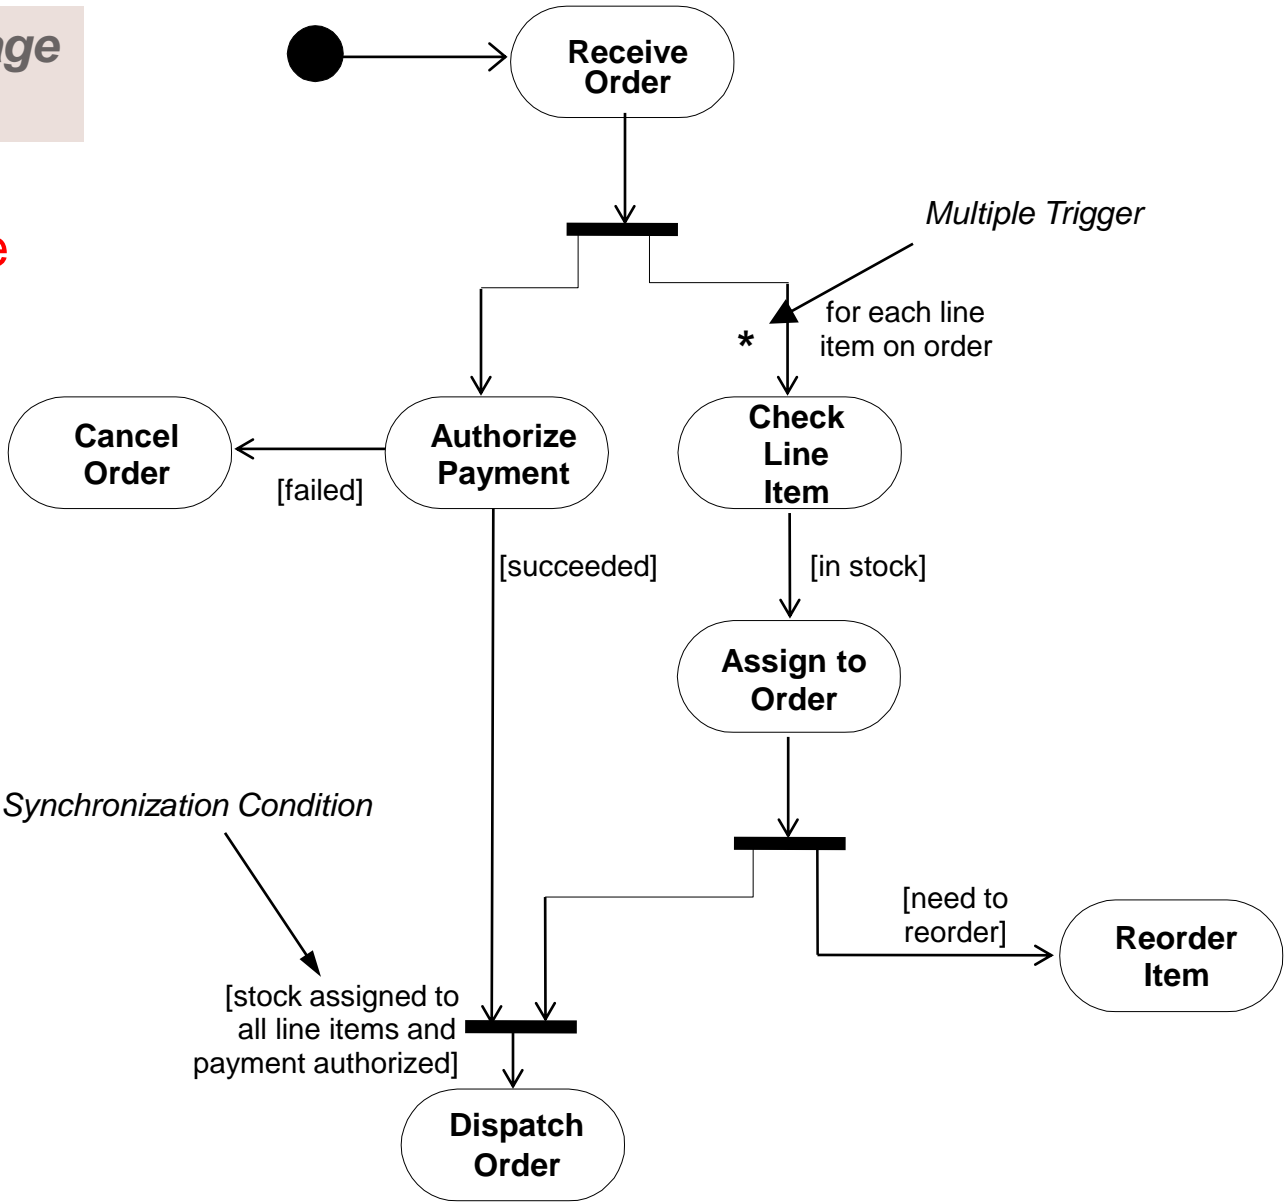 Receive
Order
Multiple Trigger
for each line
item on order
*
Cancel
Order
[failed]
Authorize
Payment
Check
Line
Item
[succeeded]
[in stock]
Assign to
Order
Synchronization Condition
[need to
reorder]
Reorder
Item
[stock assigned to
all line items and
payment authorized]
Dispatch
Order